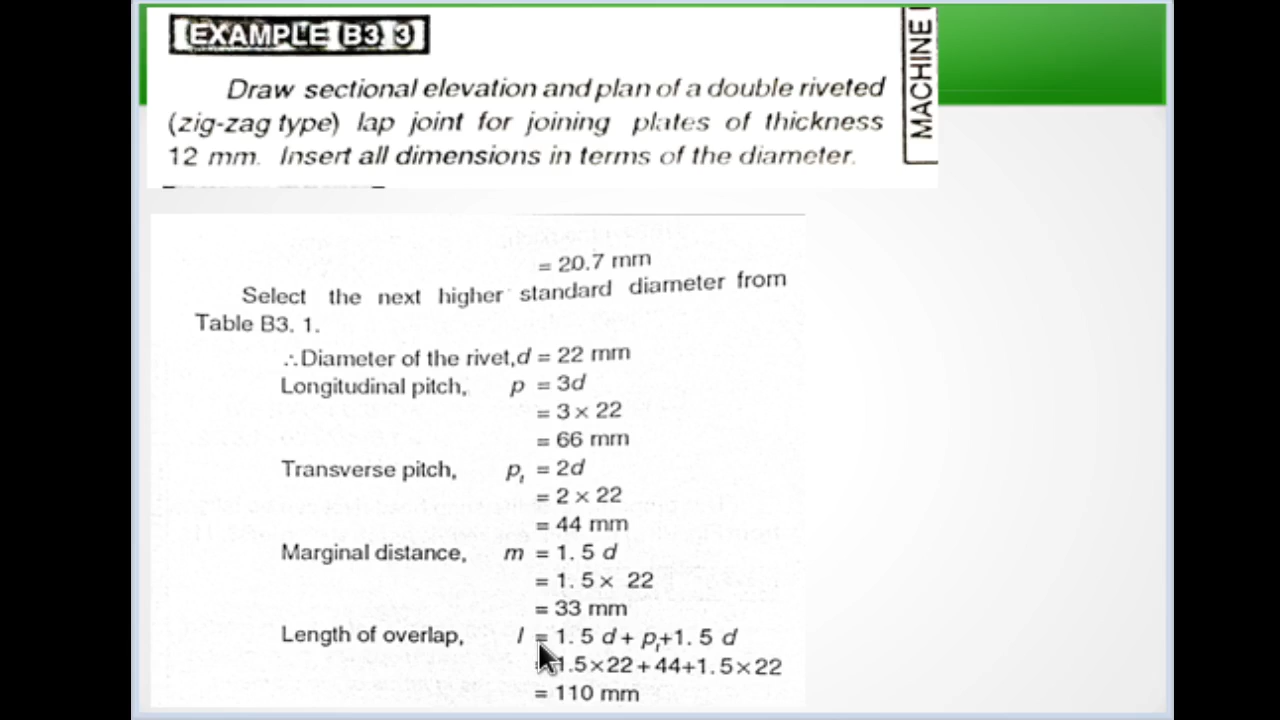 EXAMPLE B3. 3
MACHINE
Draw sectional elevation and plan of a double riveted
(zig-zag type) lap joint for joining plates of thickness
12 mm. Insert all dimensions in terms of the diameter.
= 20.7 mm
Select the next higher standard diameter from
Table B3. 1.
∴Diameter of the rivet, d = 22 mm
Longitudinal pitch, p = 3d
= 3 × 22
= 66 mm
Transverse pitch, pt = 2d
= 2 × 22
= 44 mm
Marginal distance, m = 1. 5 d
= 1. 5 × 22
= 33 mm
Length of overlap, l = 1. 5 d + pt+1. 5 d
= 1.5×22+44+1.5×22
= 110 mm